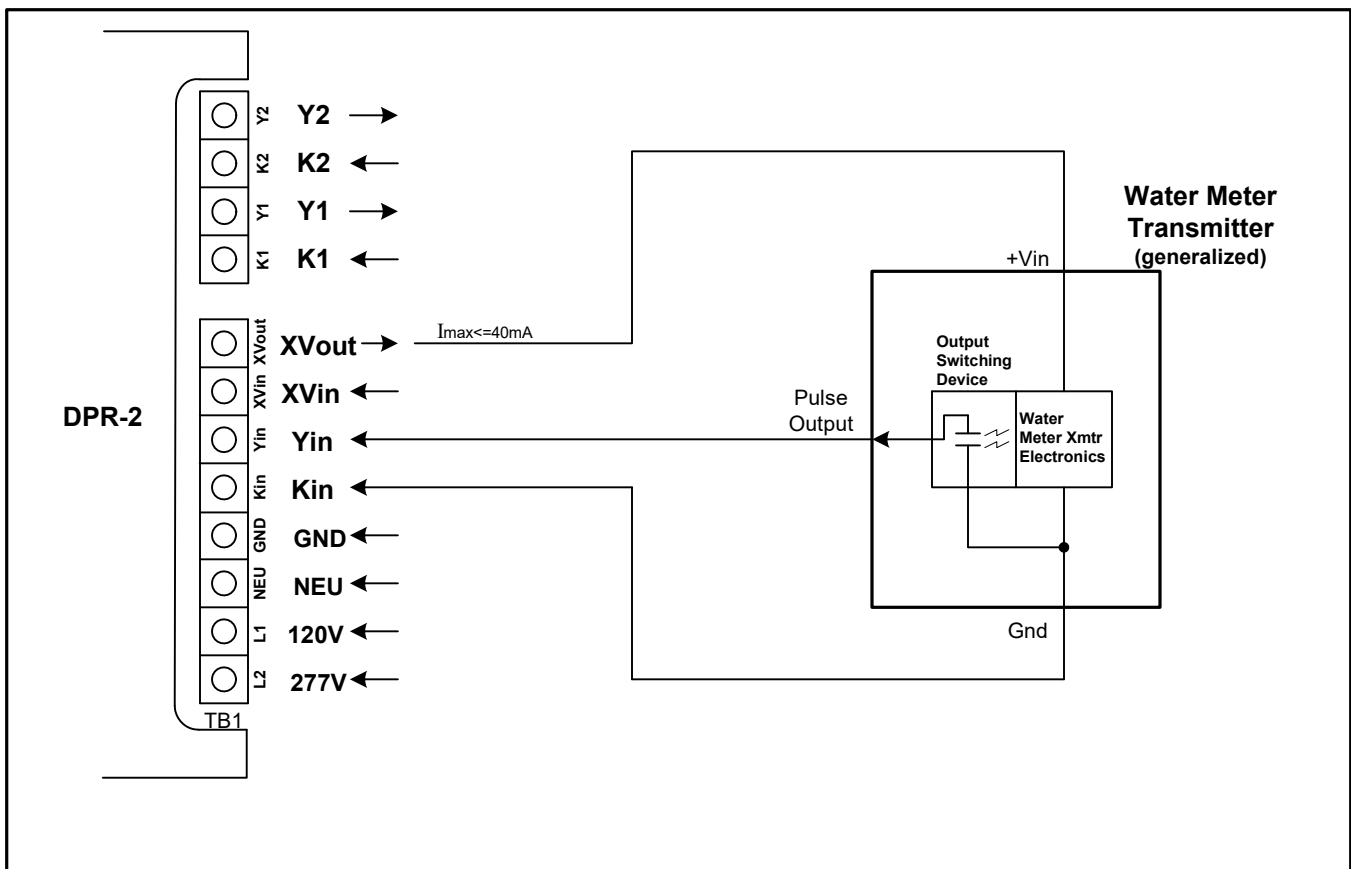 Y2 Y2
K2 K2
Y1 Y1
K1 K1
XVout XVout
Imax<=40mA
XVin XVin
Yin Yin
Kin Kin
GND GND
NEU NEU
L1 120V
L2 277V
TB1
DPR-2
Water Meter
Transmitter
(generalized)
+Vin
Output
Switching
Device
Pulse
Output
Water
Meter Xmtr
Electronics
Gnd